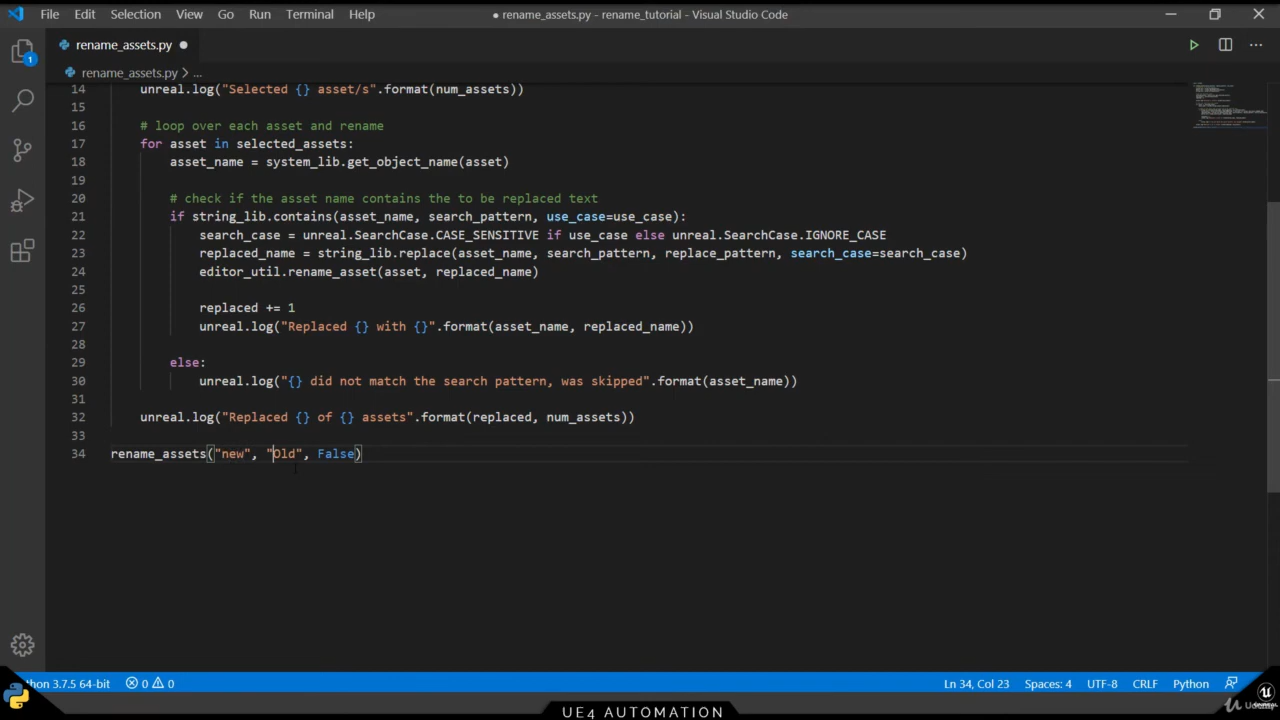 File Edit Selection View Go Run Terminal Help
● rename_assets.py - rename_tutorial - Visual Studio Code
1
rename_assets.py ●
rename_assets.py > ...
14 unreal.log("Selected {} asset/s".format(num_assets))
15
16 # loop over each asset and rename
17 for asset in selected_assets:
18 asset_name = system_lib.get_object_name(asset)
19
20 # check if the asset name contains the to be replaced text
21 if string_lib.contains(asset_name, search_pattern, use_case=use_case):
22 search_case = unreal.SearchCase.CASE_SENSITIVE if use_case else unreal.SearchCase.IGNORE_CASE
23 replaced_name = string_lib.replace(asset_name, search_pattern, replace_pattern, search_case=search_case)
24 editor_util.rename_asset(asset, replaced_name)
25
26 replaced += 1
27 unreal.log("Replaced {} with {}".format(asset_name, replaced_name))
28
29 else:
30 unreal.log("{} did not match the search pattern, was skipped".format(asset_name))
31
32 unreal.log("Replaced {} of {} assets".format(replaced, num_assets))
33
34 rename_assets("new", "Old", False)
thon 3.7.5 64-bit 0 0 Ln 34, Col 23 Spaces: 4 UTF-8 CRLF Python
UE4 AUTOMATION